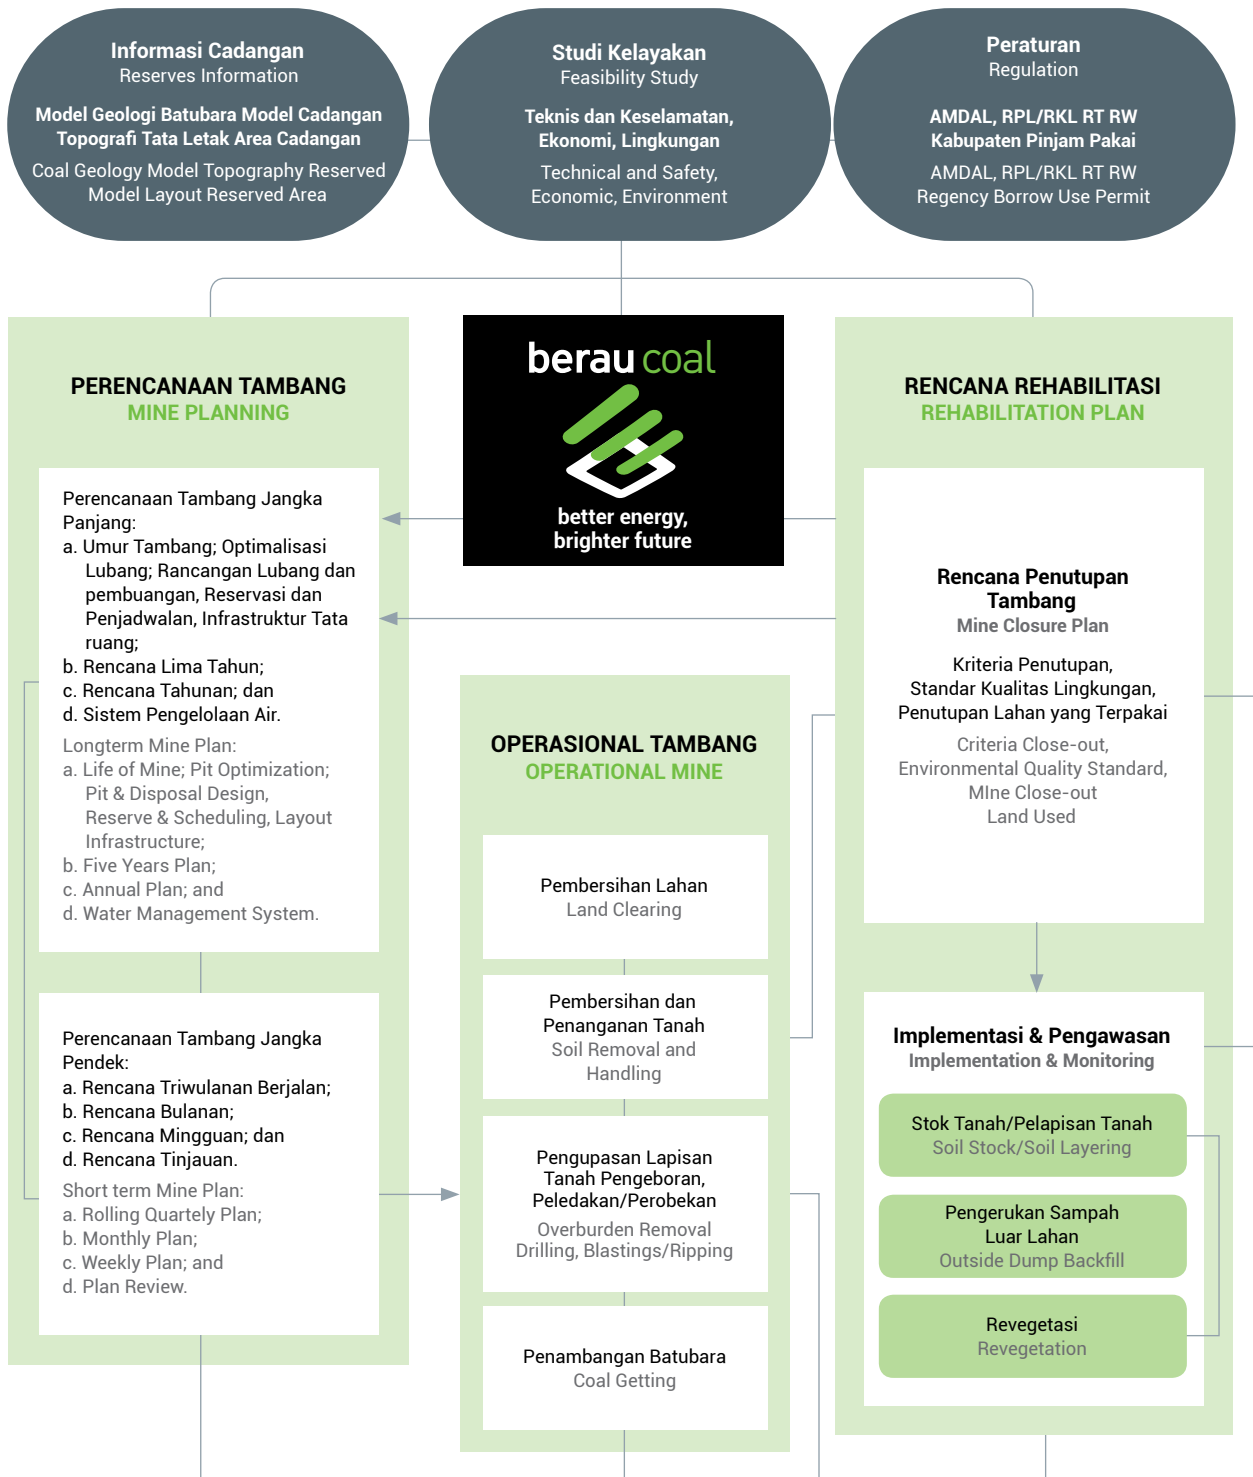 Informasi Cadangan
Reserves Information
Model Geologi Batubara Model Cadangan
Topografi Tata Letak Area Cadangan
Coal Geology Model Topography Reserved
Model Layout Reserved Area
Studi Kelayakan
Feasibility Study
Teknis dan Keselamatan,
Ekonomi, Lingkungan
Technical and Safety,
Economic, Environment
Peraturan
Regulation
AMDAL, RPL/RKL RT RW
Kabupaten Pinjam Pakai
AMDAL, RPL/RKL RT RW
Regency Borrow Use Permit
PERENCANAAN TAMBANG
MINE PLANNING
Perencanaan Tambang Jangka
Panjang:
a. Umur Tambang; Optimalisasi
Lubang; Rancangan Lubang dan
pembuangan, Reservasi dan
Penjadwalan, Infrastruktur Tata
ruang;
b. Rencana Lima Tahun;
c. Rencana Tahunan; dan
d. Sistem Pengelolaan Air.
Longterm Mine Plan:
a. Life of Mine; Pit Optimization;
Pit & Disposal Design,
Reserve & Scheduling, Layout
Infrastructure;
b. Five Years Plan;
c. Annual Plan; and
d. Water Management System.
Perencanaan Tambang Jangka
Pendek:
a. Rencana Triwulanan Berjalan;
b. Rencana Bulanan;
c. Rencana Mingguan; dan
d. Rencana Tinjauan.
Short term Mine Plan:
a. Rolling Quartely Plan;
b. Monthly Plan;
c. Weekly Plan; and
d. Plan Review.
berau coal
better energy,
brighter future
OPERASIONAL TAMBANG
OPERATIONAL MINE
Pembersihan Lahan
Land Clearing
Pembersihan dan
Penanganan Tanah
Soil Removal and
Handling
Pengupasan Lapisan
Tanah Pengeboran,
Peledakan/Perobekan
Overburden Removal
Drilling, Blastings/Ripping
Penambangan Batubara
Coal Getting
RENCANA REHABILITASI
REHABILITATION PLAN
Rencana Penutupan
Tambang
Mine Closure Plan
Kriteria Penutupan,
Standar Kualitas Lingkungan,
Penutupan Lahan yang Terpakai
Criteria Close-out,
Environmental Quality Standard,
MIne Close-out
Land Used
Implementasi & Pengawasan
Implementation & Monitoring
Stok Tanah/Pelapisan Tanah
Soil Stock/Soil Layering
Pengerukan Sampah
Luar Lahan
Outside Dump Backfill
Revegetasi
Revegetation